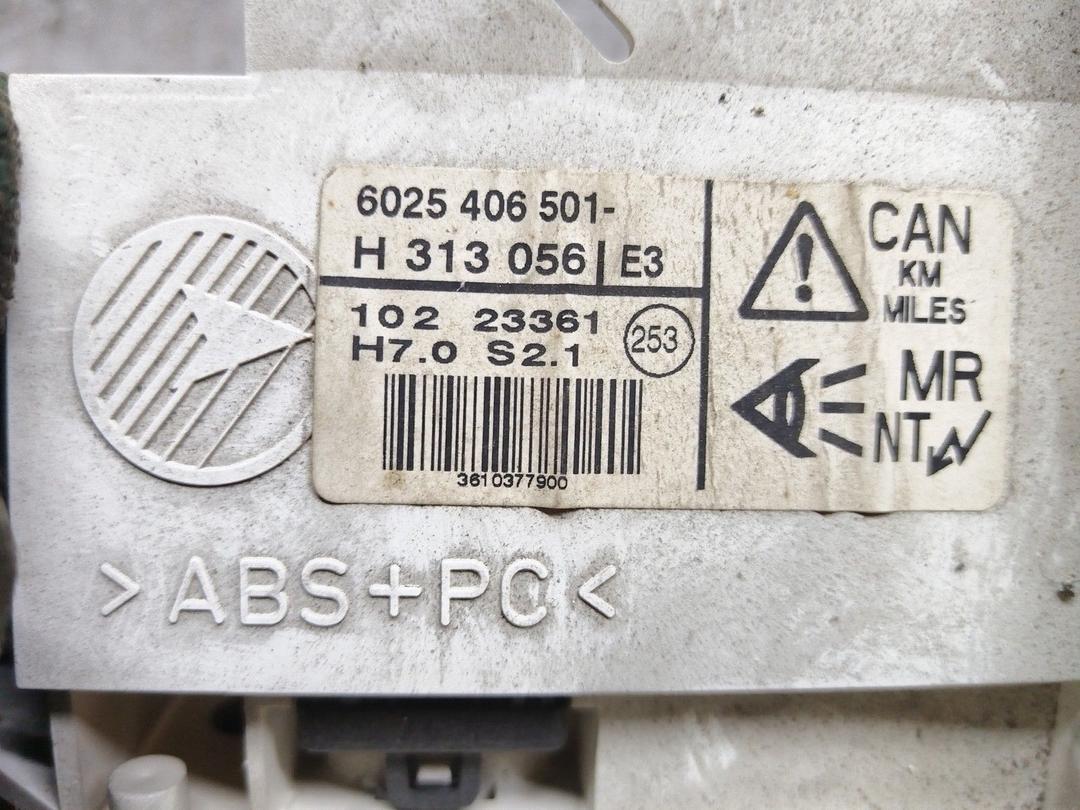 6025 406 501-
H 313 056 | E3
102 23361
H7.0 S2.1
253
3610377900
CAN
KM
MILES
MR
NT
>ABS+PC<